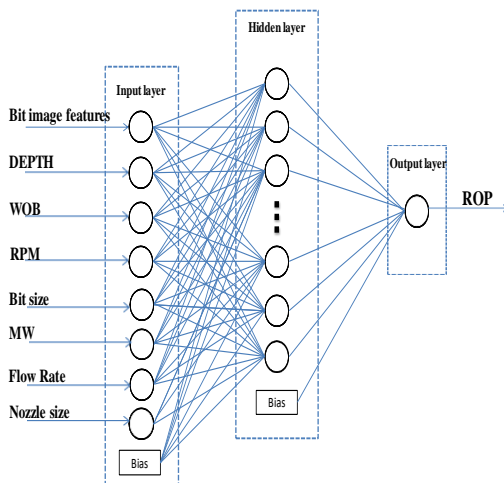 Hidden layer
Input layer
Bit image features
DEPTH
WOB
RPM
Bit size
MW
Flow Rate
Nozzle size
Bias
Bias
Output layer
ROP